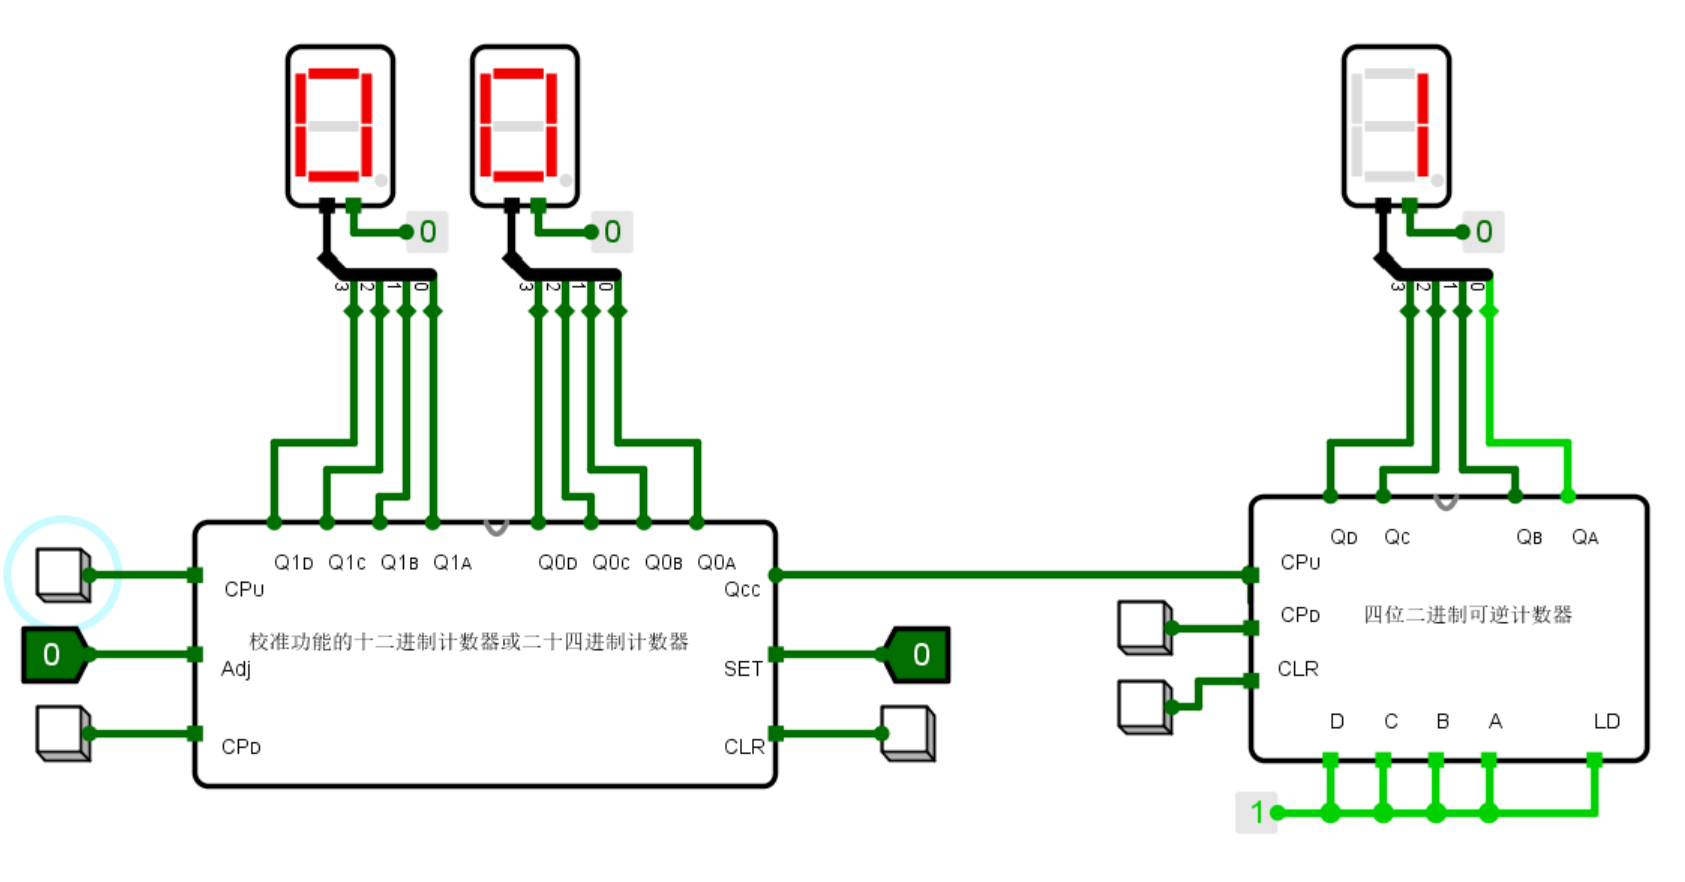 0 0 1
0 0 0
3 2 1 0 3 2 1 0 3 2 1 0
QD QC QB QA
Q1D Q1C Q1B Q1A Q0D Q0C Q0B Q0A
CPU
CPU Qcc
CPD 四位二进制可逆计数器
校准功能的十二进制计数器或二十四进制计数器
0 Adj SET 0
CLR
D C B A LD
CPD CLR
1